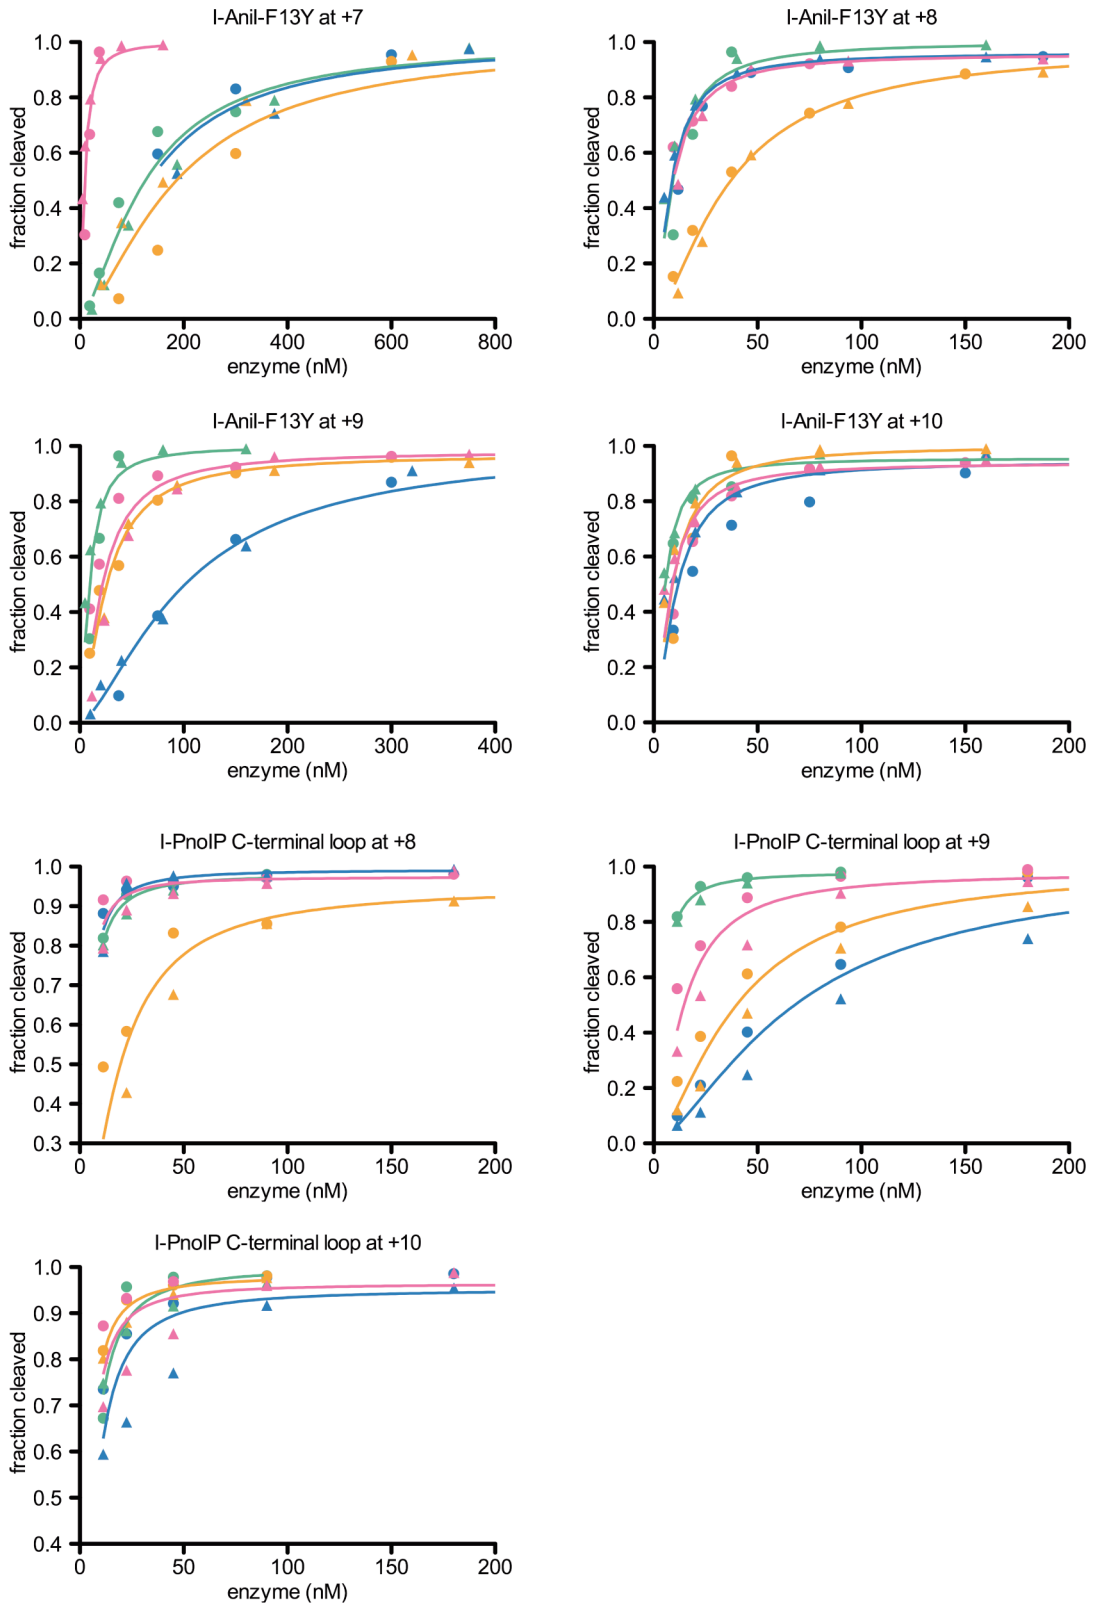 I-AniI-F13Y at +7
I-AniI-F13Y at +8
1.0
0.8
0.6
0.4
0.2
0.0
fraction cleaved
0 200 400 600 800
enzyme (nM)
1.0
0.8
0.6
0.4
0.2
0.0
fraction cleaved
0 50 100 150 200
enzyme (nM)
I-AniI-F13Y at +9
I-AniI-F13Y at +10
1.0
0.8
0.6
0.4
0.2
0.0
fraction cleaved
0 100 200 300 400
enzyme (nM)
1.0
0.8
0.6
0.4
0.2
0.0
fraction cleaved
0 50 100 150 200
enzyme (nM)
I-PnoIP C-terminal loop at +8
I-PnoIP C-terminal loop at +9
1.0
0.9
0.8
0.7
0.6
0.5
0.4
0.3
fraction cleaved
0 50 100 150 200
enzyme (nM)
1.0
0.8
0.6
0.4
0.2
0.0
fraction cleaved
0 50 100 150 200
enzyme (nM)
I-PnoIP C-terminal loop at +10
1.0
0.9
0.8
0.7
0.6
0.5
0.4
fraction cleaved
0 50 100 150 200
enzyme (nM)